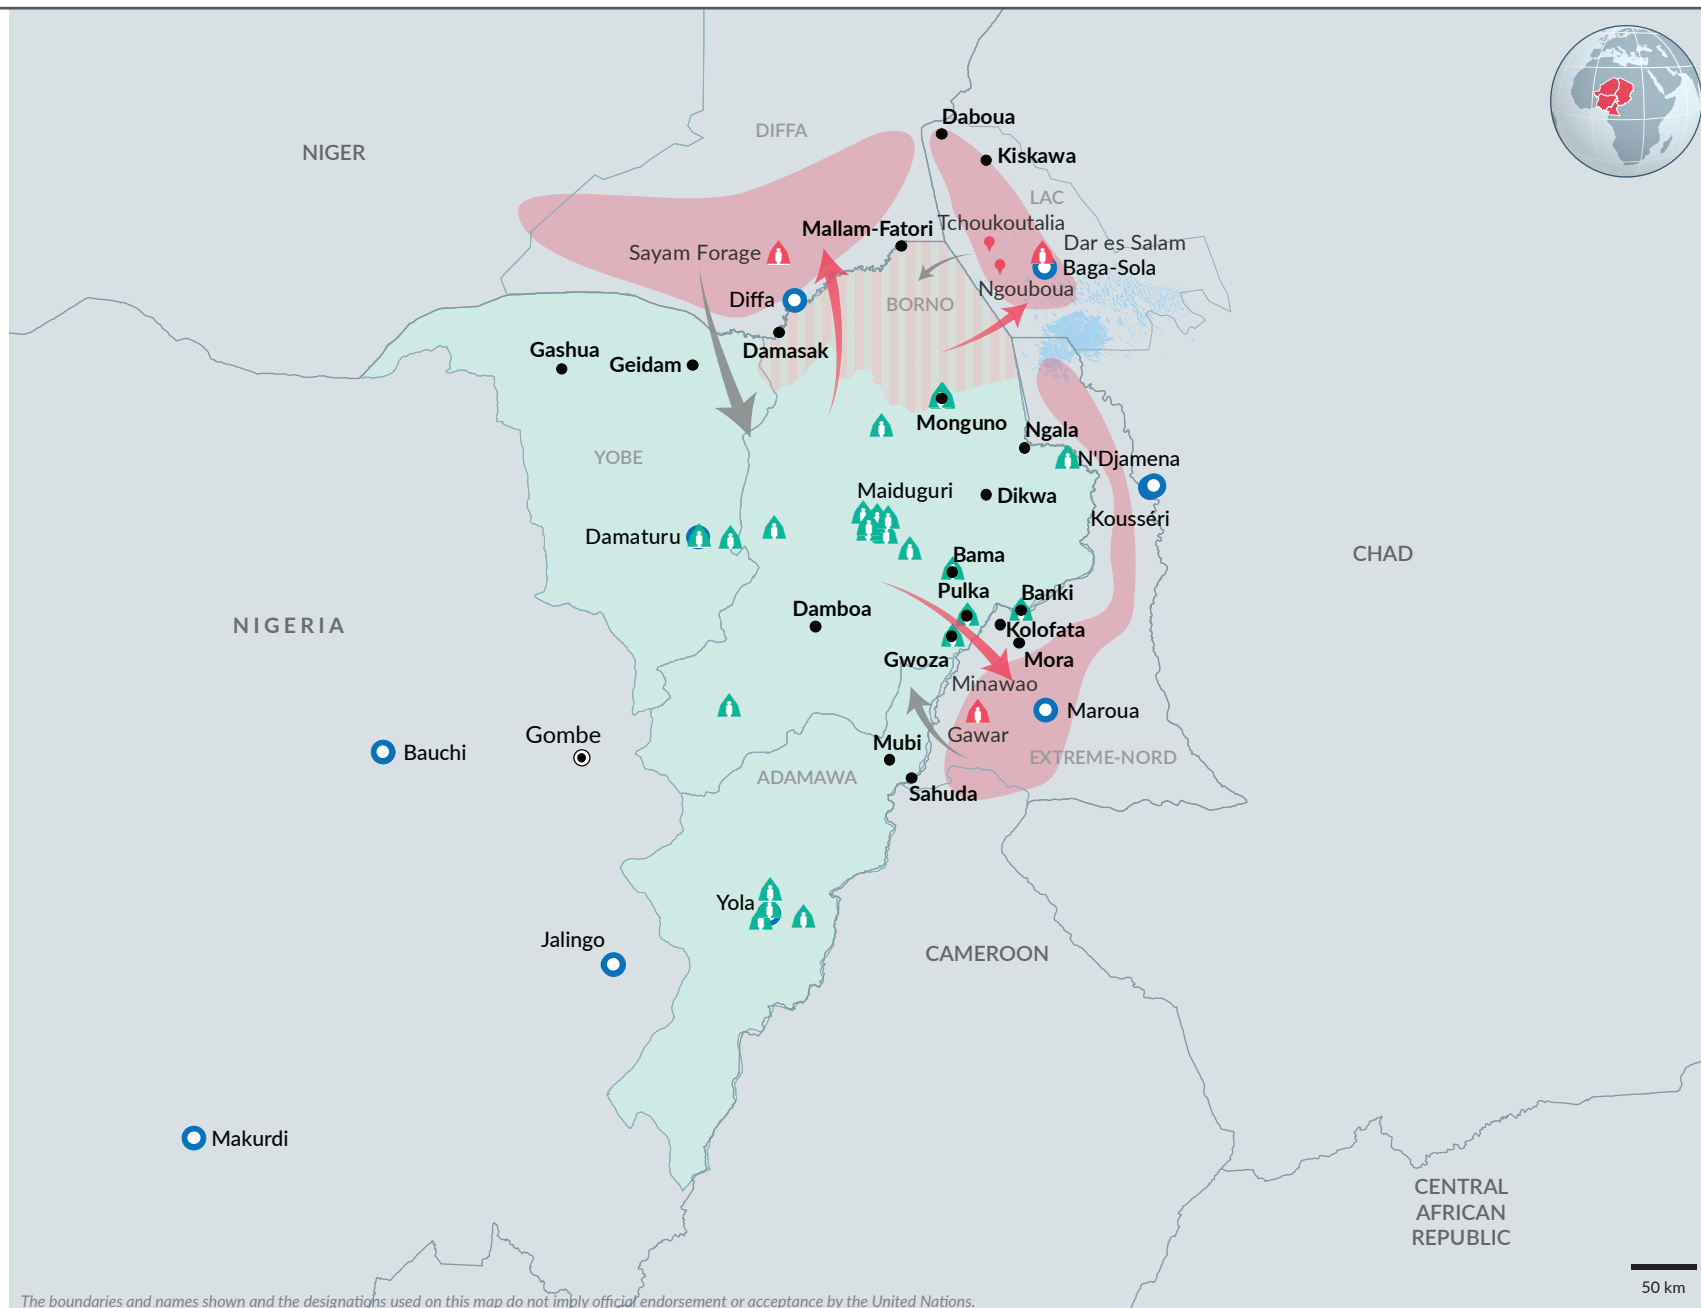 Daboua
DIFFA
NIGER
Kiskawa
LAC
Tchoukoutalia
Mallam-Fatori
Dar es Salam
Sayam Forage
Baga-Sola
Ngouboua
Diffa
BORNO
Gashua
Damasak
Geidam
Monguno
Ngala
YOBE
N'Djamena
Maiduguri
Dikwa
Kousséri
Damaturu
Bama
CHAD
Pulka
Banki
Damboa
NIGERIA
Kolofata
Gwoza
Mora
Minawao
Maroua
Gombe
Gawar
Mubi
Bauchi
EXTREME-NORD
ADAMAWA
Sahuda
Yola
Jalingo
CAMEROON
Makurdi
CENTRAL
AFRICAN
REPUBLIC
50 km
The boundaries and names shown and the designations used on this map do not imply official endorsement or acceptance by the United Nations.